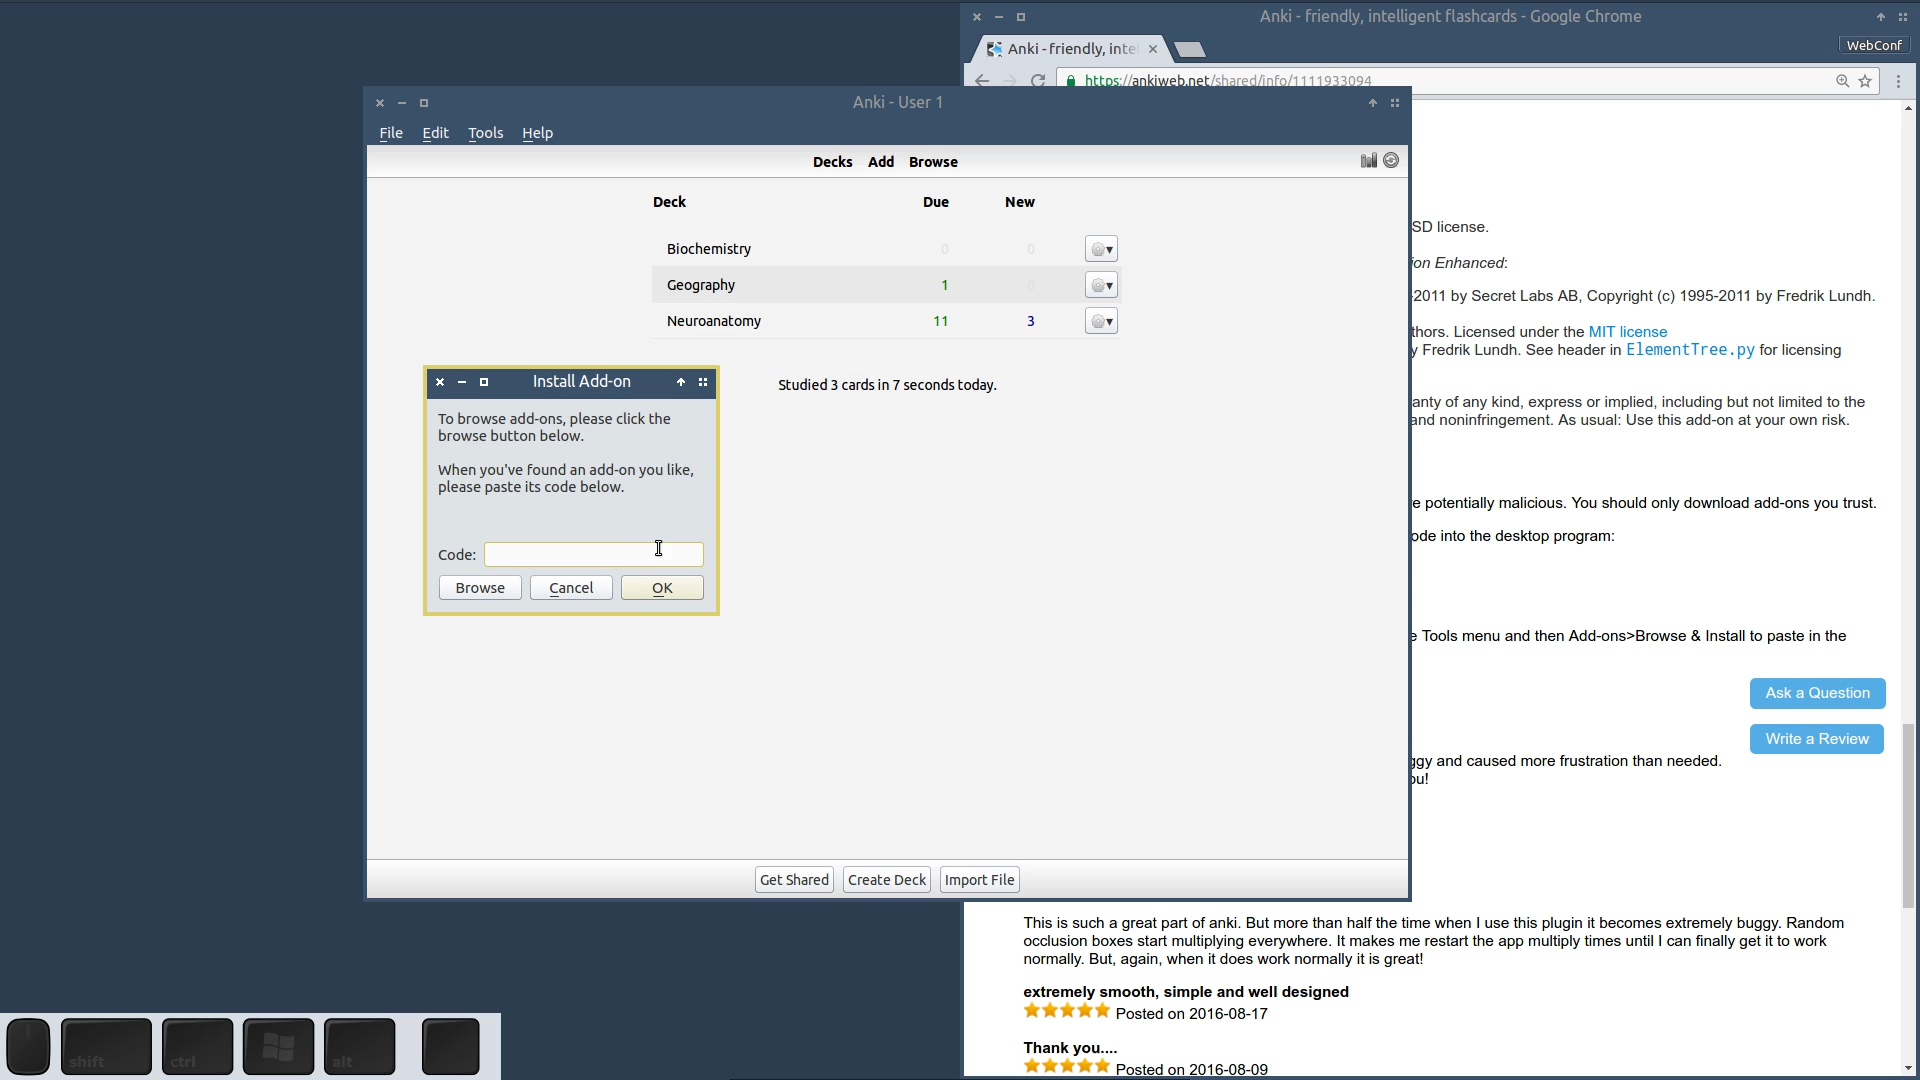 Anki - friendly, intelligent flashcards - Google Chrome
Anki - friendly, inte
WebConf
https://ankiweb.net/shared/info/1111933094
Anki - User 1
File Edit Tools Help
Decks Add Browse
Deck Due New
Biochemistry 0 0
Geography 1 0
Neuroanatomy 11 3
Studied 3 cards in 7 seconds today.
Install Add-on
To browse add-ons, please click the
browse button below.
When you've found an add-on you like,
please paste its code below.
Code:
Browse Cancel OK
Get Shared Create Deck Import File
SD license.
ion Enhanced:
-2011 by Secret Labs AB, Copyright (c) 1995-2011 by Fredrik Lundh.
thors. Licensed under the MIT license
y Fredrik Lundh. See header in ElementTree.py for licensing
anty of any kind, express or implied, including but not limited to the
and noninfringement. As usual: Use this add-on at your own risk.
e potentially malicious. You should only download add-ons you trust.
ode into the desktop program:
e Tools menu and then Add-ons>Browse & Install to paste in the
Ask a Question
Write a Review
ggy and caused more frustration than needed.
ou!
This is such a great part of anki. But more than half the time when I use this plugin it becomes extremely buggy. Random
occlusion boxes start multiplying everywhere. It makes me restart the app multiply times until I can finally get it to work
normally. But, again, when it does work normally it is great!
extremely smooth, simple and well designed
Posted on 2016-08-17
Thank you....
Posted on 2016-08-09
shift ctrl alt